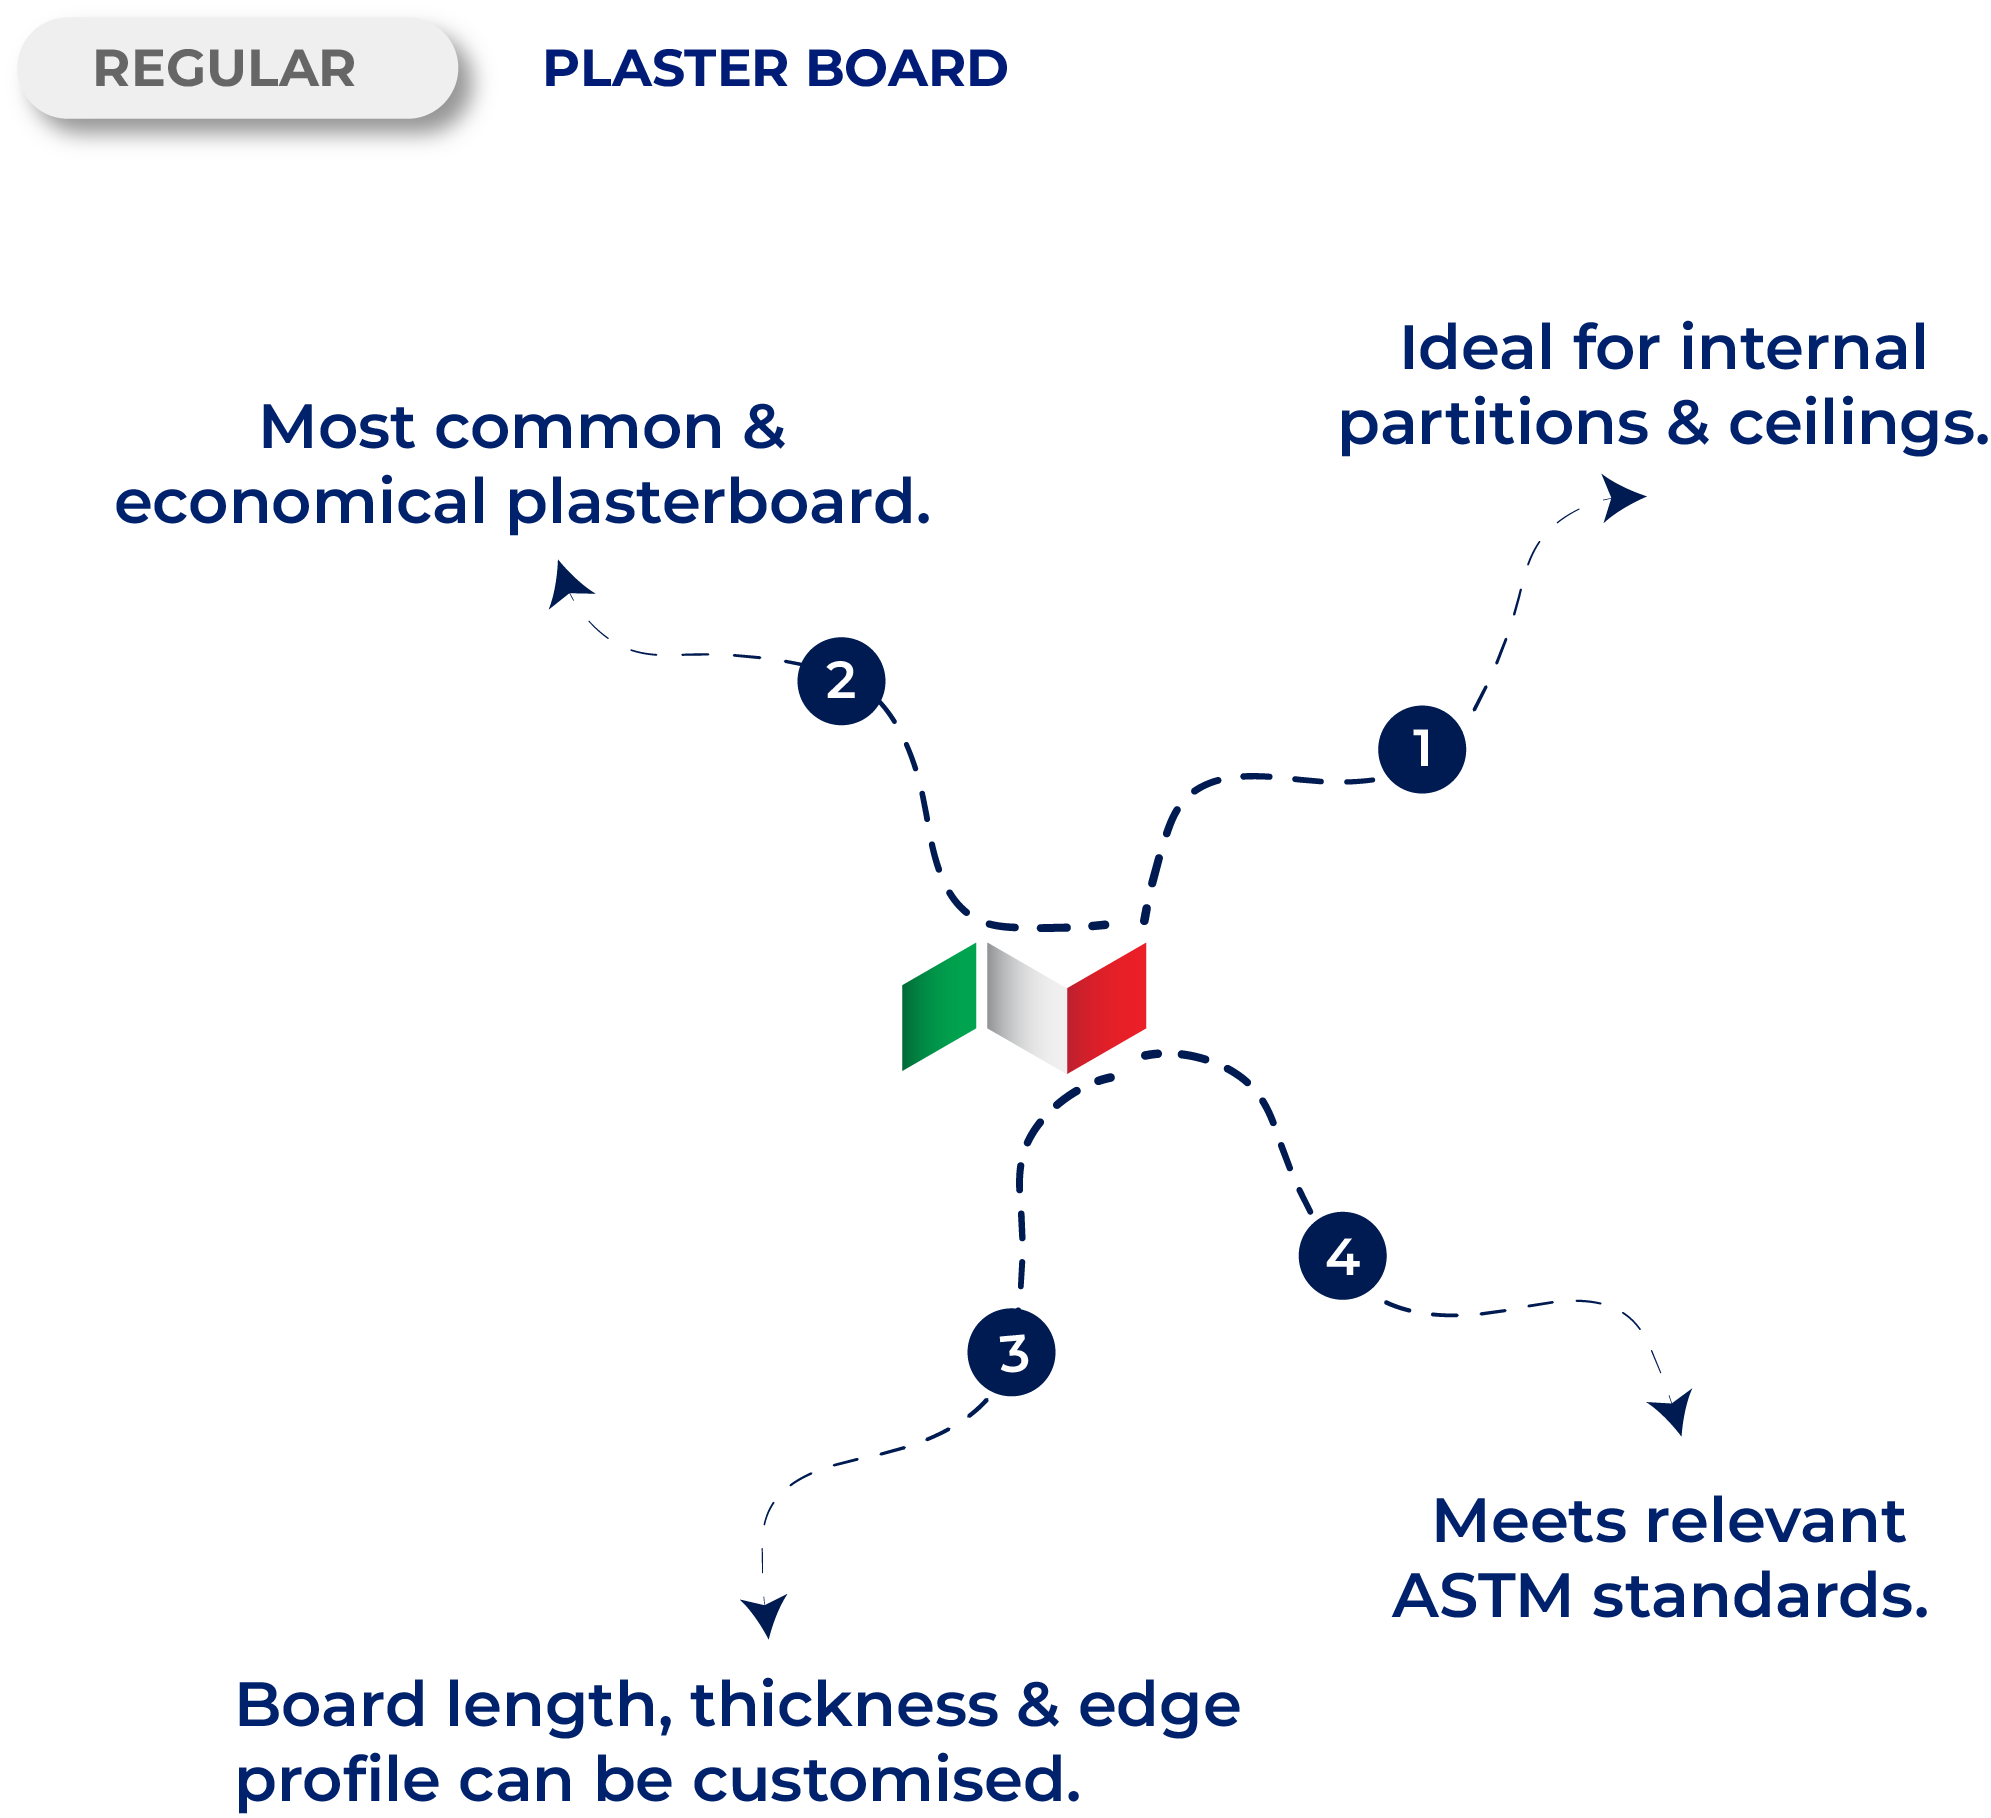 REGULAR
PLASTER BOARD
Ideal for internal
partitions & ceilings.
1
Most common &
economical plasterboard.
2
3
Board length, thickness & edge
profile can be customised.
4
Meets relevant
ASTM standards.